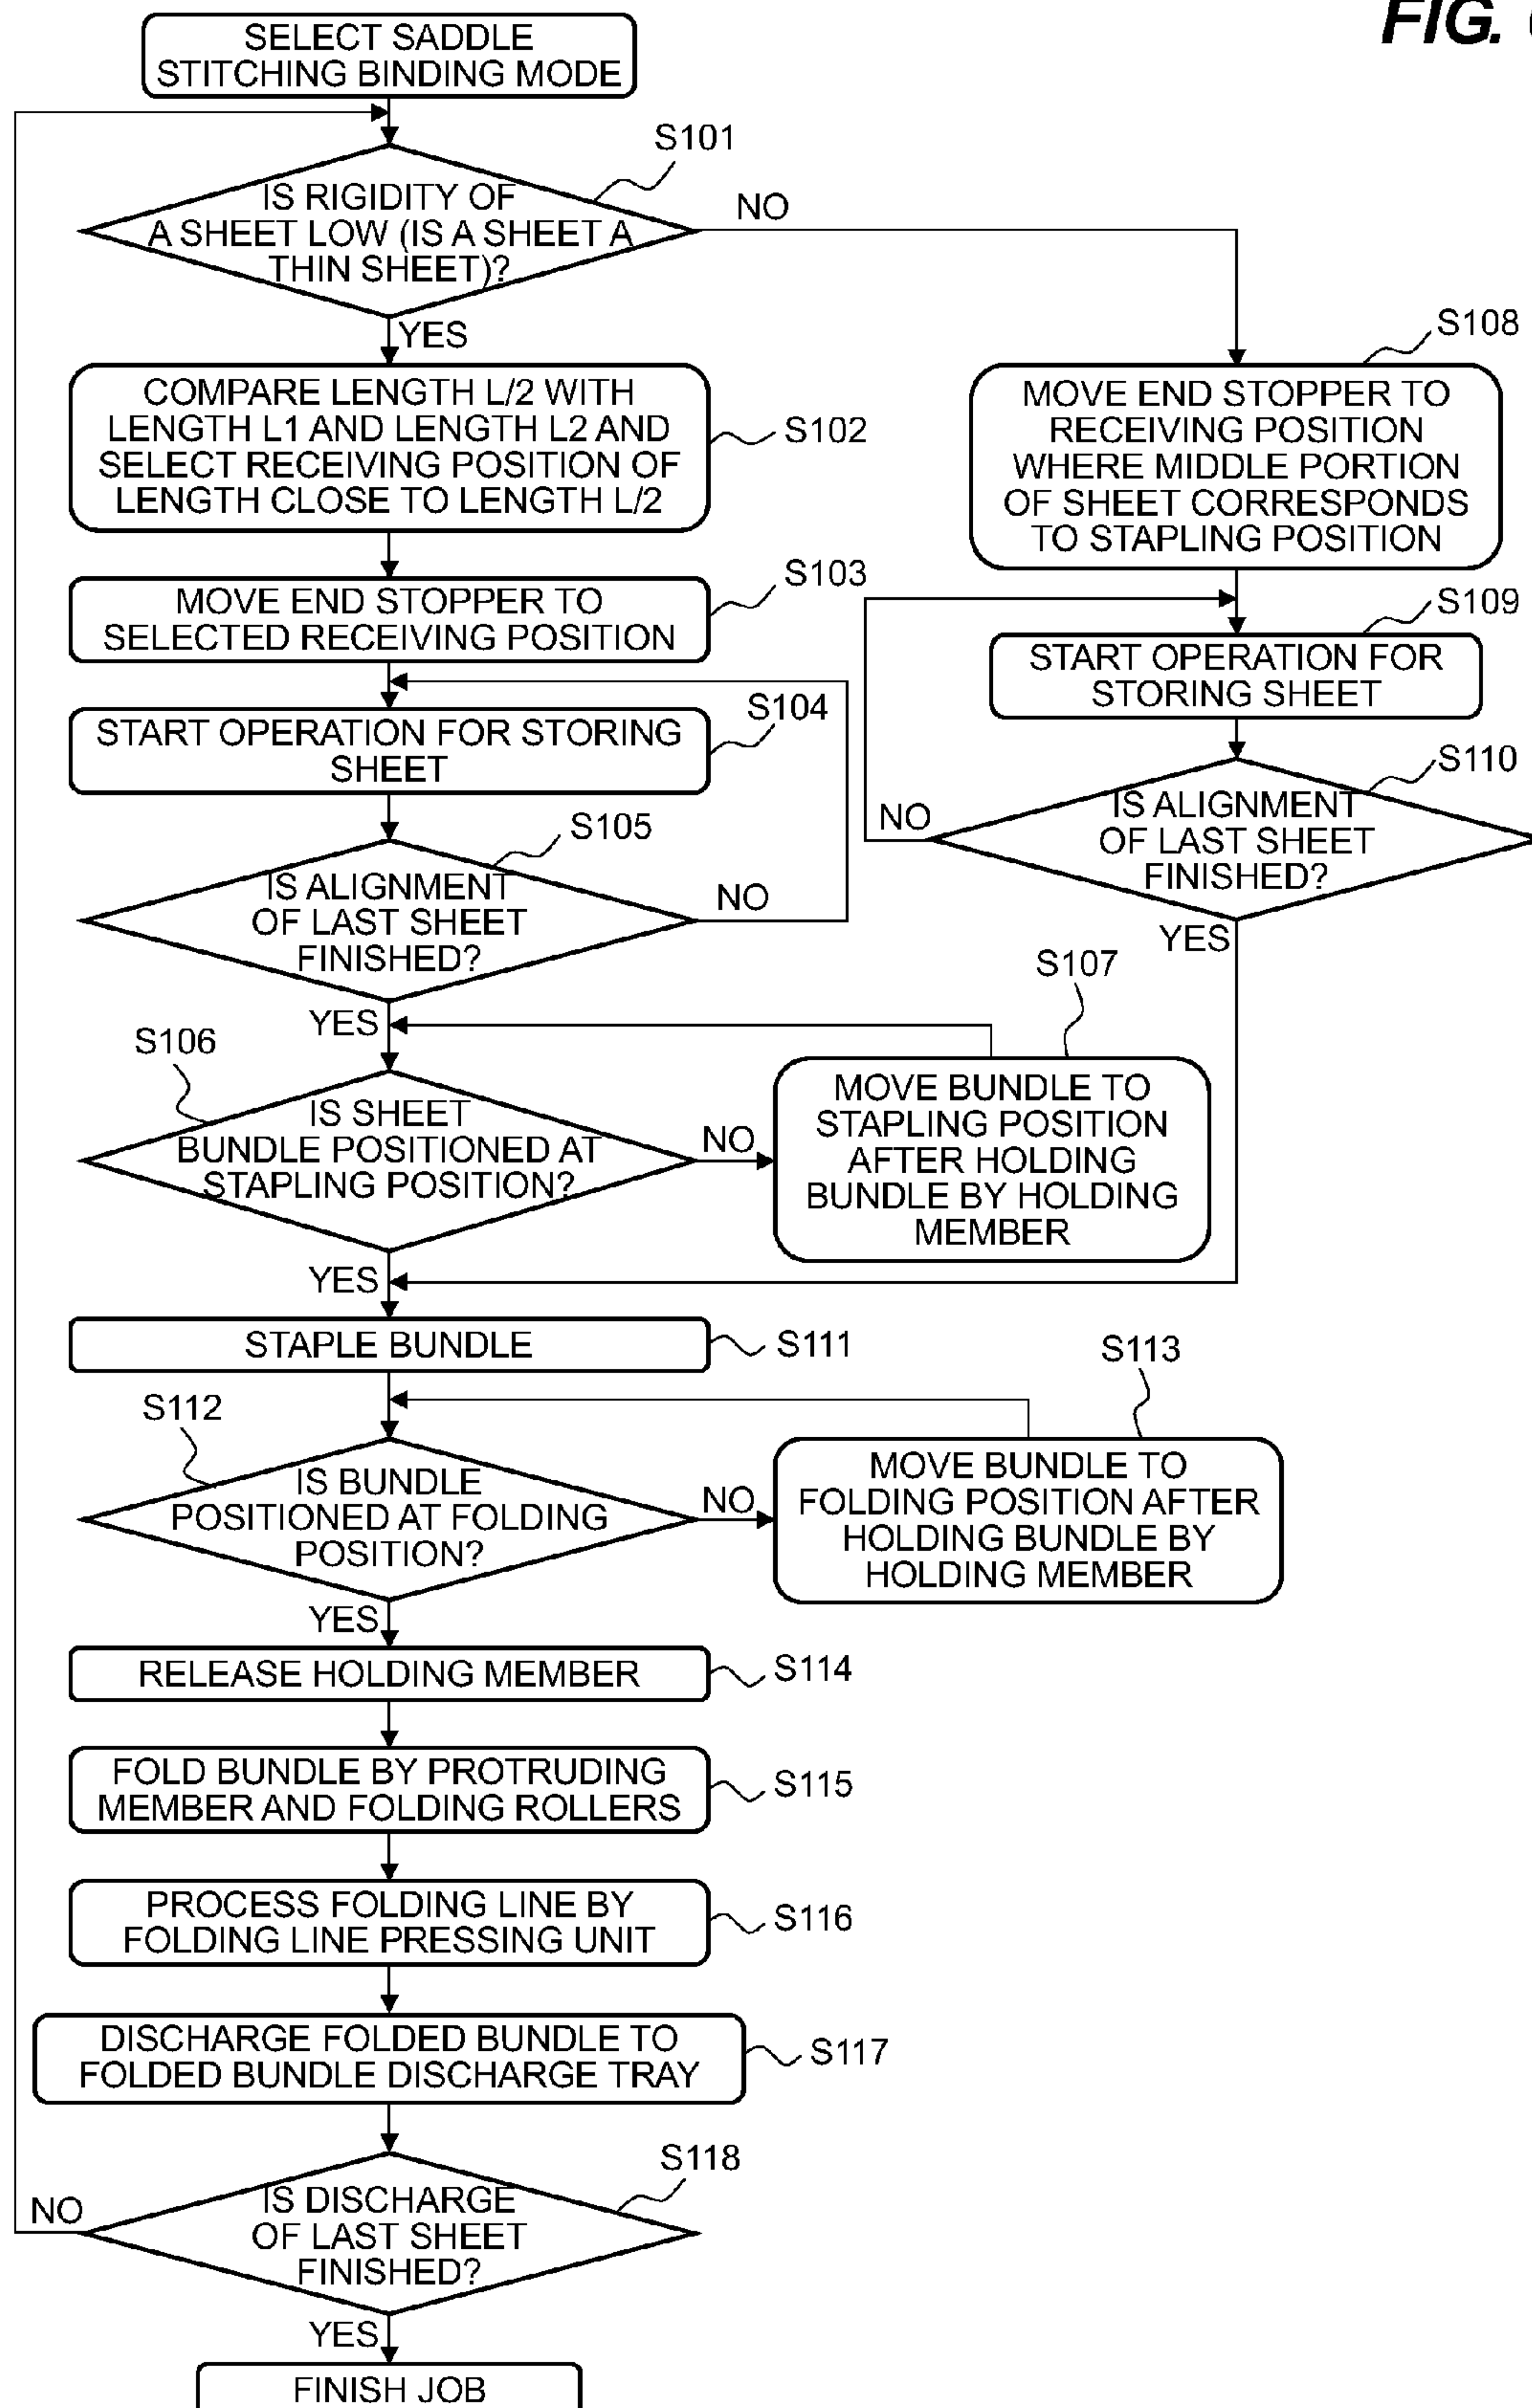 FIG.
SELECT SADDLE
STITCHING BINDING MODE
S101
IS RIGIDITY OF
A SHEET LOW (IS A SHEET A
THIN SHEET)?
NO
YES
S108
COMPARE LENGTH L/2 WITH
LENGTH L1 AND LENGTH L2 AND
SELECT RECEIVING POSITION OF
LENGTH CLOSE TO LENGTH L/2
S102
MOVE END STOPPER TO
RECEIVING POSITION
WHERE MIDDLE PORTION
OF SHEET CORRESPONDS
TO STAPLING POSITION
S103
MOVE END STOPPER TO
SELECTED RECEIVING POSITION
S109
START OPERATION FOR
STORING SHEET
S104
START OPERATION FOR STORING
SHEET
S110
IS ALIGNMENT
OF LAST SHEET
FINISHED?
NO
YES
S105
IS ALIGNMENT
OF LAST SHEET
FINISHED?
NO
YES
S107
MOVE BUNDLE TO
STAPLING POSITION
AFTER HOLDING
BUNDLE BY HOLDING
MEMBER
S106
IS SHEET
BUNDLE POSITIONED AT
STAPLING POSITION?
NO
YES
STAPLE BUNDLE
S111
S113
S112
IS BUNDLE
POSITIONED AT FOLDING
POSITION?
NO
MOVE BUNDLE TO
FOLDING POSITION AFTER
HOLDING BUNDLE BY
HOLDING MEMBER
YES
RELEASE HOLDING MEMBER
S114
FOLD BUNDLE BY PROTRUDING
MEMBER AND FOLDING ROLLERS
S115
PROCESS FOLDING LINE BY
FOLDING LINE PRESSING UNIT
S116
DISCHARGE FOLDED BUNDLE TO
FOLDED BUNDLE DISCHARGE TRAY
S117
S118
IS DISCHARGE
OF LAST SHEET
FINISHED?
NO
YES
FINISH JOB